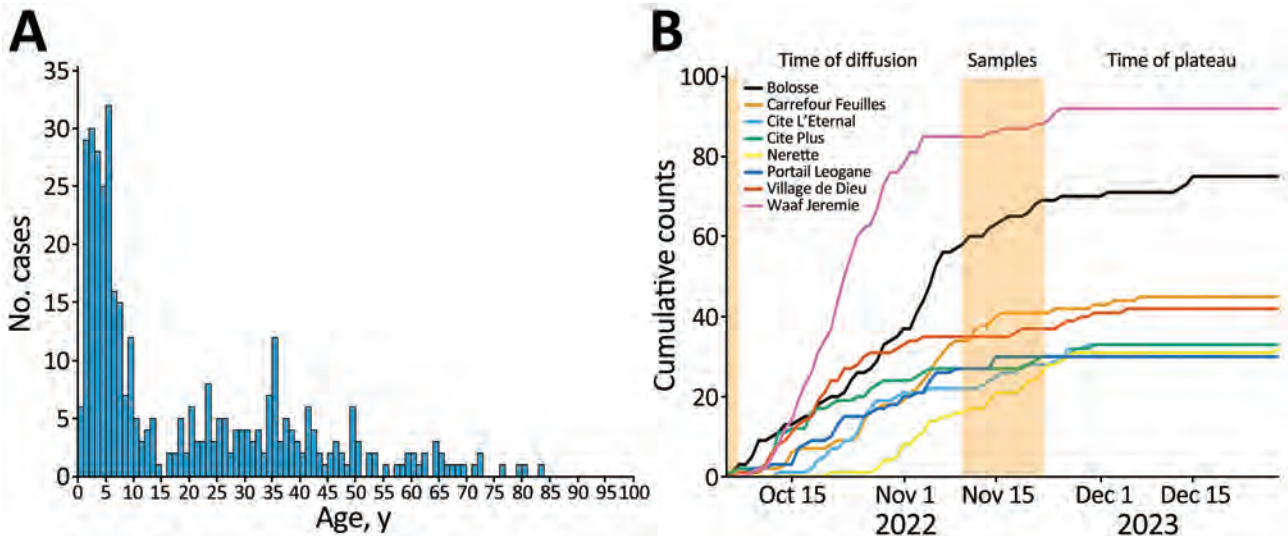 A
35
30
25
20
15
10
5
0
No. cases
0 5 10 15 20 25 30 35 40 45 50 55 60 65 70 75 80 85 90 95 100
Age, y
B
Time of diffusion Samples Time of plateau
100
80
60
40
20
0
Cumulative counts
Bolosse
Carrefour Feuilles
Cite L'Eternal
Cite Plus
Nerette
Portail Leogane
Village de Dieu
Waaf Jeremie
Oct 15 Nov 1 Nov 15 Dec 1 Dec 15
2022 2023